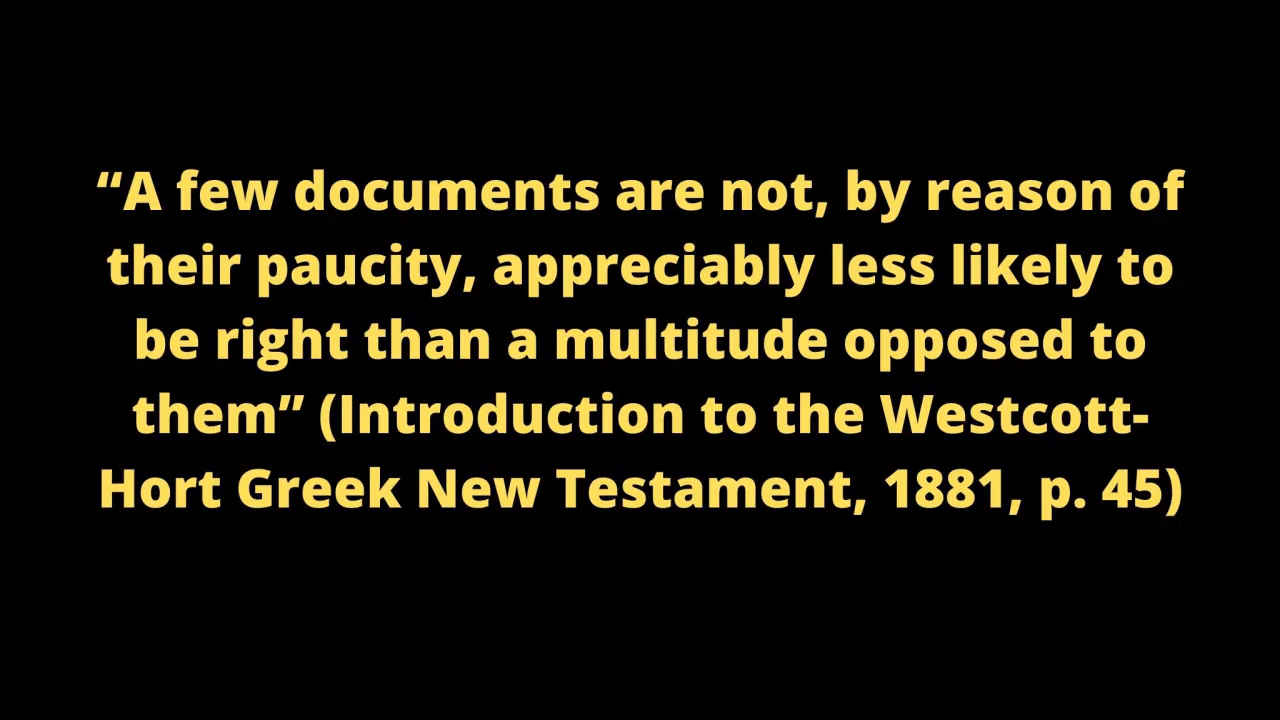 “A few documents are not, by reason of
their paucity, appreciably less likely to
be right than a multitude opposed to
them” (Introduction to the Westcott-
Hort Greek New Testament, 1881, p. 45)